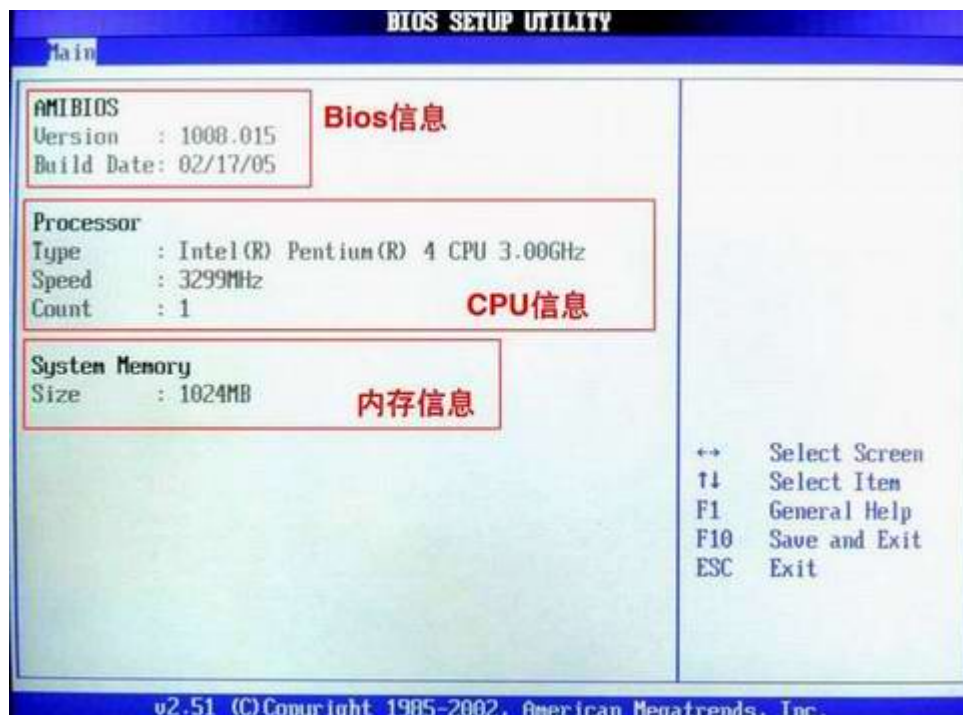 BIOS SETUP UTILITY
Main
AMIBIOS
Version : 1008.015
Build Date: 02/17/05
Bios信息
Processor
Type : Intel(R) Pentium(R) 4 CPU 3.00GHz
Speed : 3299MHz
Count : 1
CPU信息
System Memory
Size : 1024MB
内存信息
↔ Select Screen
↑↓ Select Item
F1 General Help
F10 Save and Exit
ESC Exit
v2.51 (C)Copyright 1985-2002, American Megatrends, Inc.